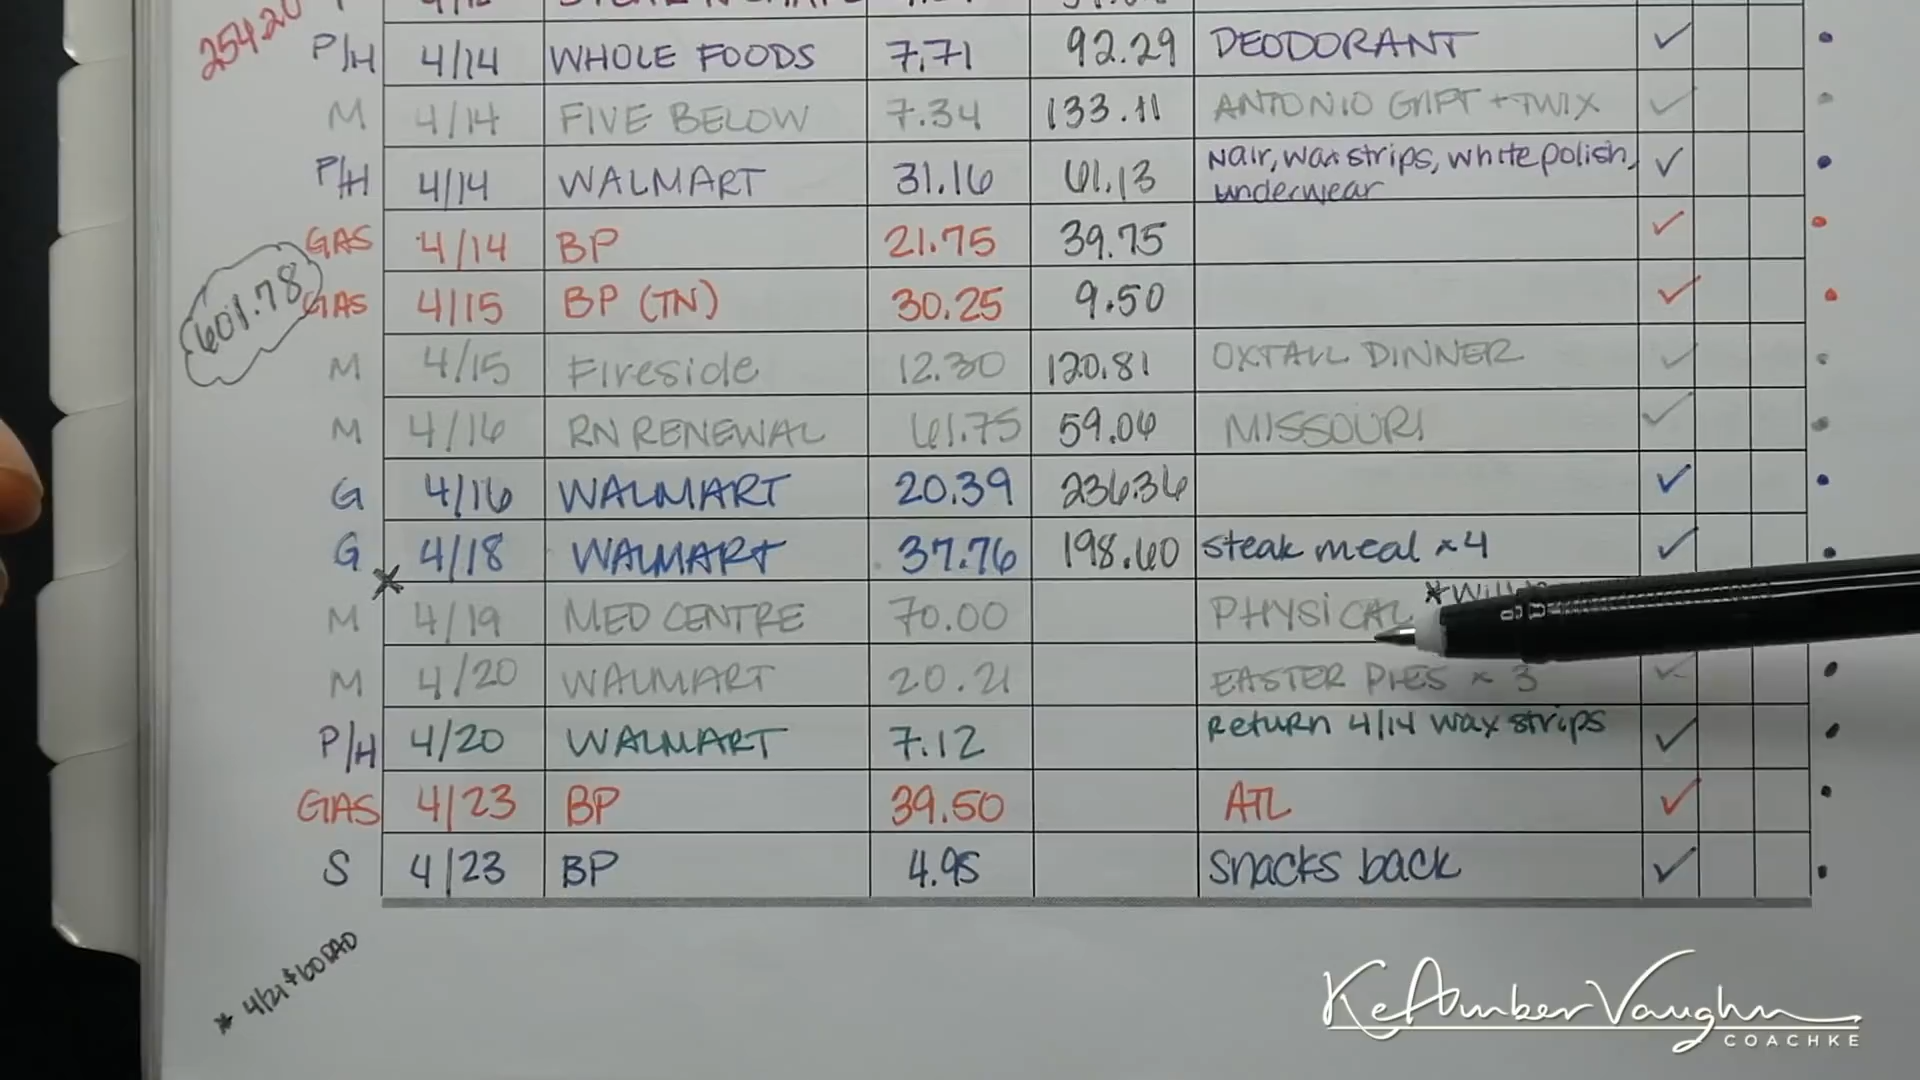 254.20
P/H 4/14 WHOLE FOODS 7.71 92.29 DEODORANT ✓
M 4/14 FIVE BELOW 7.34 133.11 ANTONIO GIFT + TWIX ✓
P/H 4/14 WALMART 31.16 61.13 Nair, wax strips, white polish, ✓
underwear
GAS 4/14 BP 21.75 39.75 ✓
601.78
GAS 4/15 BP (TN) 30.25 9.50 ✓
M 4/15 Fireside 12.30 120.81 OXTAIL DINNER ✓
M 4/16 RN RENEWAL 61.75 59.06 MISSOURI ✓
G 4/16 WALMART 20.39 236.36 ✓
G 4/18 WALMART 37.76 198.60 steak meal x4 ✓
M 4/19 MED CENTRE 70.00 PHYSICAL
M 4/20 WALMART 20.21 EASTER PIES x 3 ✓
P/H 4/20 WALMART 7.12 return 4/14 wax strips ✓
GAS 4/23 BP 39.50 ATL ✓
S 4/23 BP 4.95 snacks back ✓
* 4/21 $60 DAD
KeAmber Vaughn
COACHKE